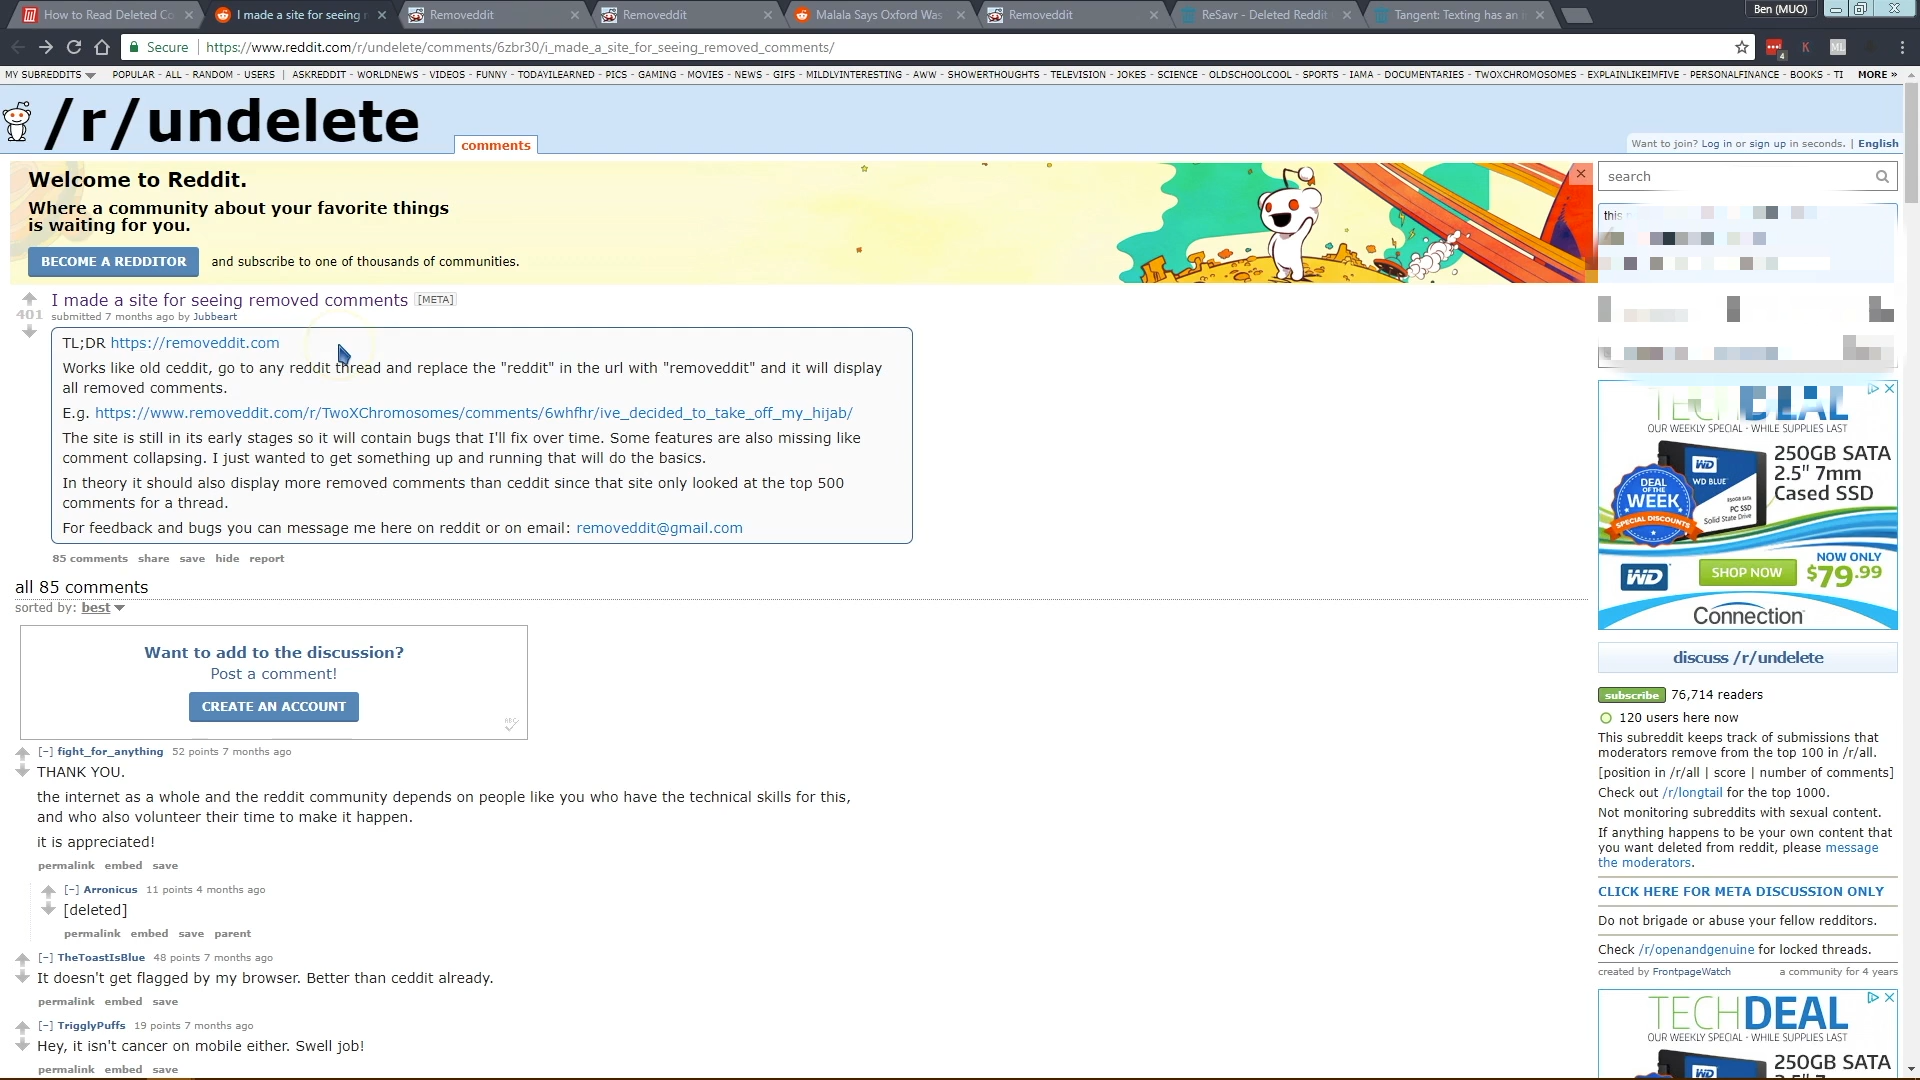 How to Read Deleted Co
I made a site for seeing r
Removeddit
Removeddit
Malala Says Oxford Was
Removeddit
ReSavr - Deleted Reddit
Tangent: Texting has an
Ben (MUO)
Secure
https://www.reddit.com/r/undelete/comments/6zbr30/i_made_a_site_for_seeing_removed_comments/
4
K
ML
MY SUBREDDITS
POPULAR - ALL - RANDOM - USERS | ASKREDDIT - WORLDNEWS - VIDEOS - FUNNY - TODAYILEARNED - PICS - GAMING - MOVIES - NEWS - GIFS - MILDLYINTERESTING - AWW - SHOWERTHOUGHTS - TELEVISION - JOKES - SCIENCE - OLDSCHOOLCOOL - SPORTS - IAMA - DOCUMENTARIES - TWOXCHROMOSOMES - EXPLAINLIKEIMFIVE - PERSONALFINANCE - BOOKS - TI
MORE »
/r/undelete
comments
Want to join? Log in or sign up in seconds. | English
Welcome to Reddit.
Where a community about your favorite things
is waiting for you.
BECOME A REDDITOR
and subscribe to one of thousands of communities.
search
this
I made a site for seeing removed comments [META]
401
submitted 7 months ago by Jubbeart
TL;DR https://removeddit.com
Works like old ceddit, go to any reddit thread and replace the "reddit" in the url with "removeddit" and it will display
all removed comments.
E.g. https://www.removeddit.com/r/TwoXChromosomes/comments/6whfhr/ive_decided_to_take_off_my_hijab/
The site is still in its early stages so it will contain bugs that I'll fix over time. Some features are also missing like
comment collapsing. I just wanted to get something up and running that will do the basics.
In theory it should also display more removed comments than ceddit since that site only looked at the top 500
comments for a thread.
For feedback and bugs you can message me here on reddit or on email: removeddit@gmail.com
85 comments share save hide report
all 85 comments
sorted by: best
Want to add to the discussion?
Post a comment!
CREATE AN ACCOUNT
[–] fight_for_anything 52 points 7 months ago
THANK YOU.
the internet as a whole and the reddit community depends on people like you who have the technical skills for this,
and who also volunteer their time to make it happen.
it is appreciated!
permalink embed save
[–] Arronicus 11 points 4 months ago
[deleted]
permalink embed save parent
[–] TheToastIsBlue 48 points 7 months ago
It doesn't get flagged by my browser. Better than ceddit already.
permalink embed save
[–] TrigglyPuffs 19 points 7 months ago
Hey, it isn't cancer on mobile either. Swell job!
permalink embed save
TECHDEAL
OUR WEEKLY SPECIAL - WHILE SUPPLIES LAST
250GB SATA
2.5" 7mm
Cased SSD
WD BLUE
PC SSD
Solid State Drive
DEAL
OF THE
WEEK
SPECIAL DISCOUNTS
NOW ONLY
$79.99
WD
SHOP NOW
Connection
discuss /r/undelete
subscribe 76,714 readers
120 users here now
This subreddit keeps track of submissions that
moderators remove from the top 100 in /r/all.
[position in /r/all | score | number of comments]
Check out /r/longtail for the top 1000.
Not monitoring subreddits with sexual content.
If anything happens to be your own content that
you want deleted from reddit, please message
the moderators.
CLICK HERE FOR META DISCUSSION ONLY
Do not brigade or abuse your fellow redditors.
Check /r/openandgenuine for locked threads.
created by FrontpageWatch
a community for 4 years
TECHDEAL
OUR WEEKLY SPECIAL - WHILE SUPPLIES LAST
250GB SATA